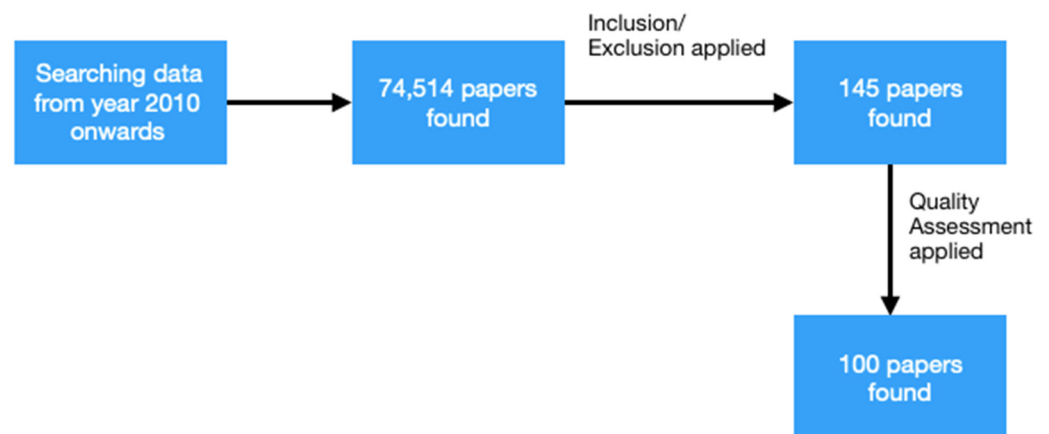 Searching data
from year 2010
onwards
74,514 papers
found
Inclusion/
Exclusion applied
145 papers
found
Quality
Assessment
applied
100 papers
found